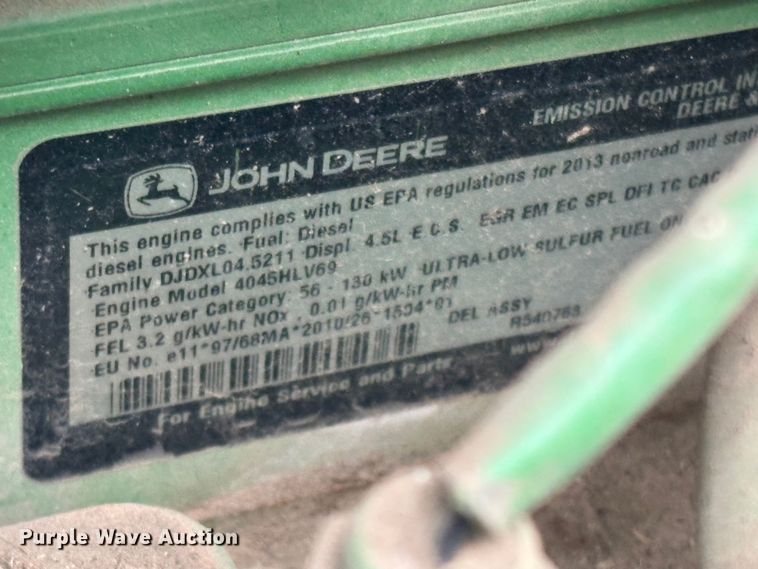 JOHN DEERE
EMISSION CONTROL IN
DEERE &
This engine complies with US EPA regulations for 2013 nonroad and stati
diesel engines. Fuel: Diesel
Family DJDXL04.5211 Displ. 4.5L E.C.S. EGR EM EC SPL DFI TC CAC
Engine Model 4045HLV69
EPA Power Category: 56 - 130 kW ULTRA-LOW SULFUR FUEL ON
FEL 3.2 g/kW-hr NOx 0.01 g/kW-hr PM
EU No. e11*97/68MA*2010/26*1504*01
DEL ASSY
R540763
For Engine Service and Parts
Purple Wave Auction